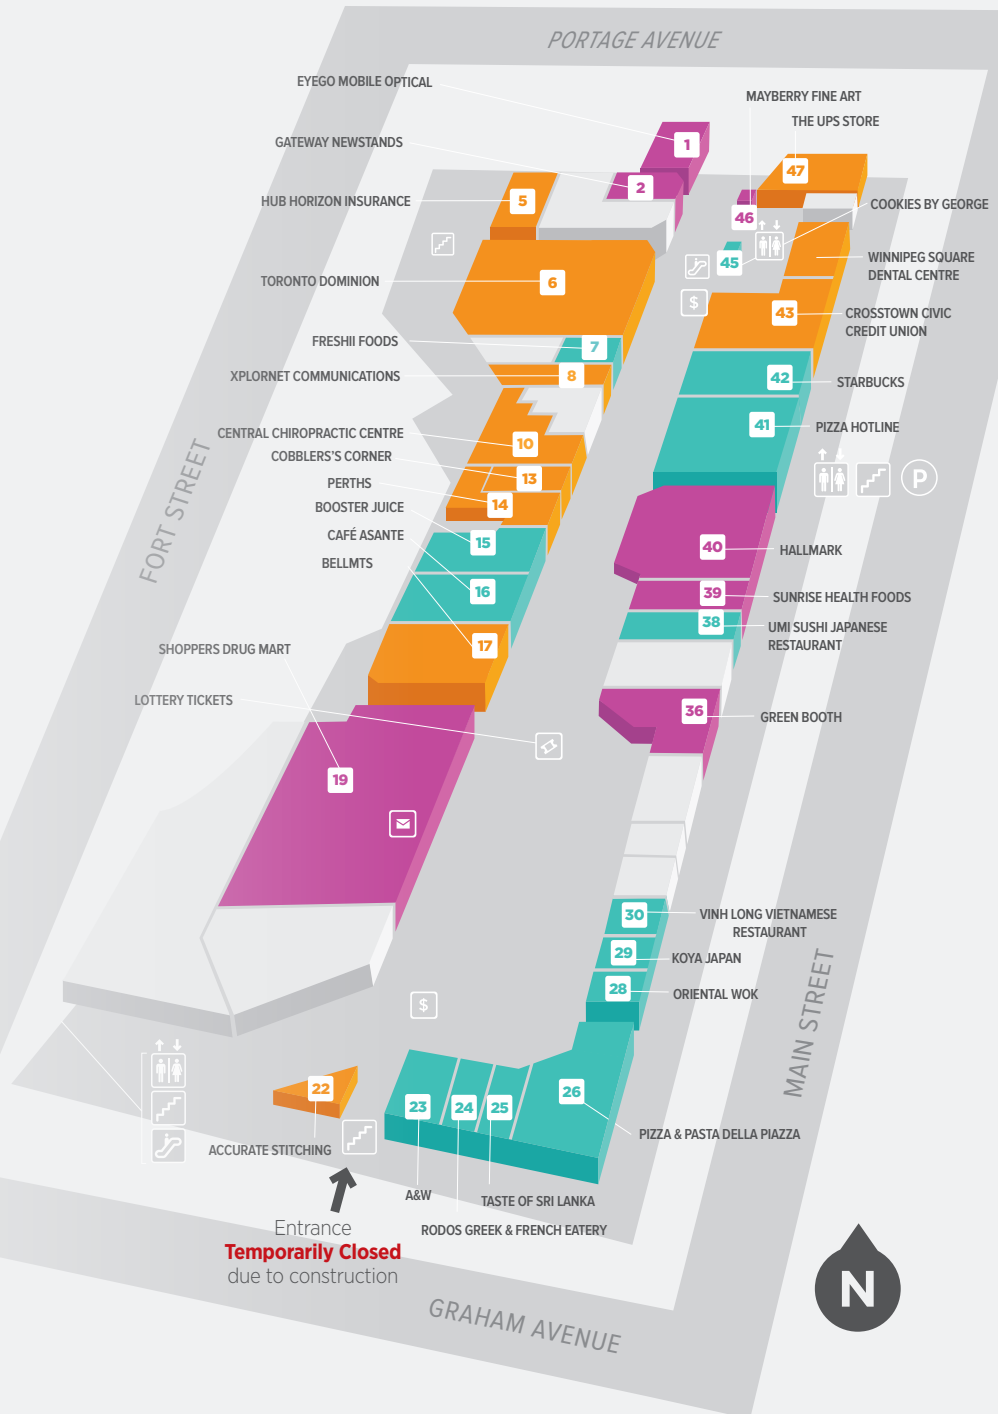 PORTAGE AVENUE
EYEGO MOBILE OPTICAL
MAYBERRY FINE ART
THE UPS STORE
GATEWAY NEWSTANDS
1
47
2
HUB HORIZON INSURANCE
5
46
COOKIES BY GEORGE
45
WINNIPEG SQUARE
DENTAL CENTRE
TORONTO DOMINION
6
$
43
CROSSTOWN CIVIC
CREDIT UNION
FRESHII FOODS
7
XPLORNET COMMUNICATIONS
8
42
STARBUCKS
41
PIZZA HOTLINE
CENTRAL CHIROPRACTIC CENTRE
10
COBBLERS'S CORNER
13
P
PERTHS
14
BOOSTER JUICE
15
FORT STREET
CAFÉ ASANTE
16
40
HALLMARK
BELLMTS
17
39
SUNRISE HEALTH FOODS
38
UMI SUSHI JAPANESE
RESTAURANT
SHOPPERS DRUG MART
19
LOTTERY TICKETS
36
GREEN BOOTH
30
VINH LONG VIETNAMESE
RESTAURANT
29
KOYA JAPAN
28
ORIENTAL WOK
$
MAIN STREET
22
23
24
25
26
PIZZA & PASTA DELLA PIAZZA
ACCURATE STITCHING
A&W
TASTE OF SRI LANKA
RODOS GREEK & FRENCH EATERY
Entrance
Temporarily Closed
due to construction
N
GRAHAM AVENUE